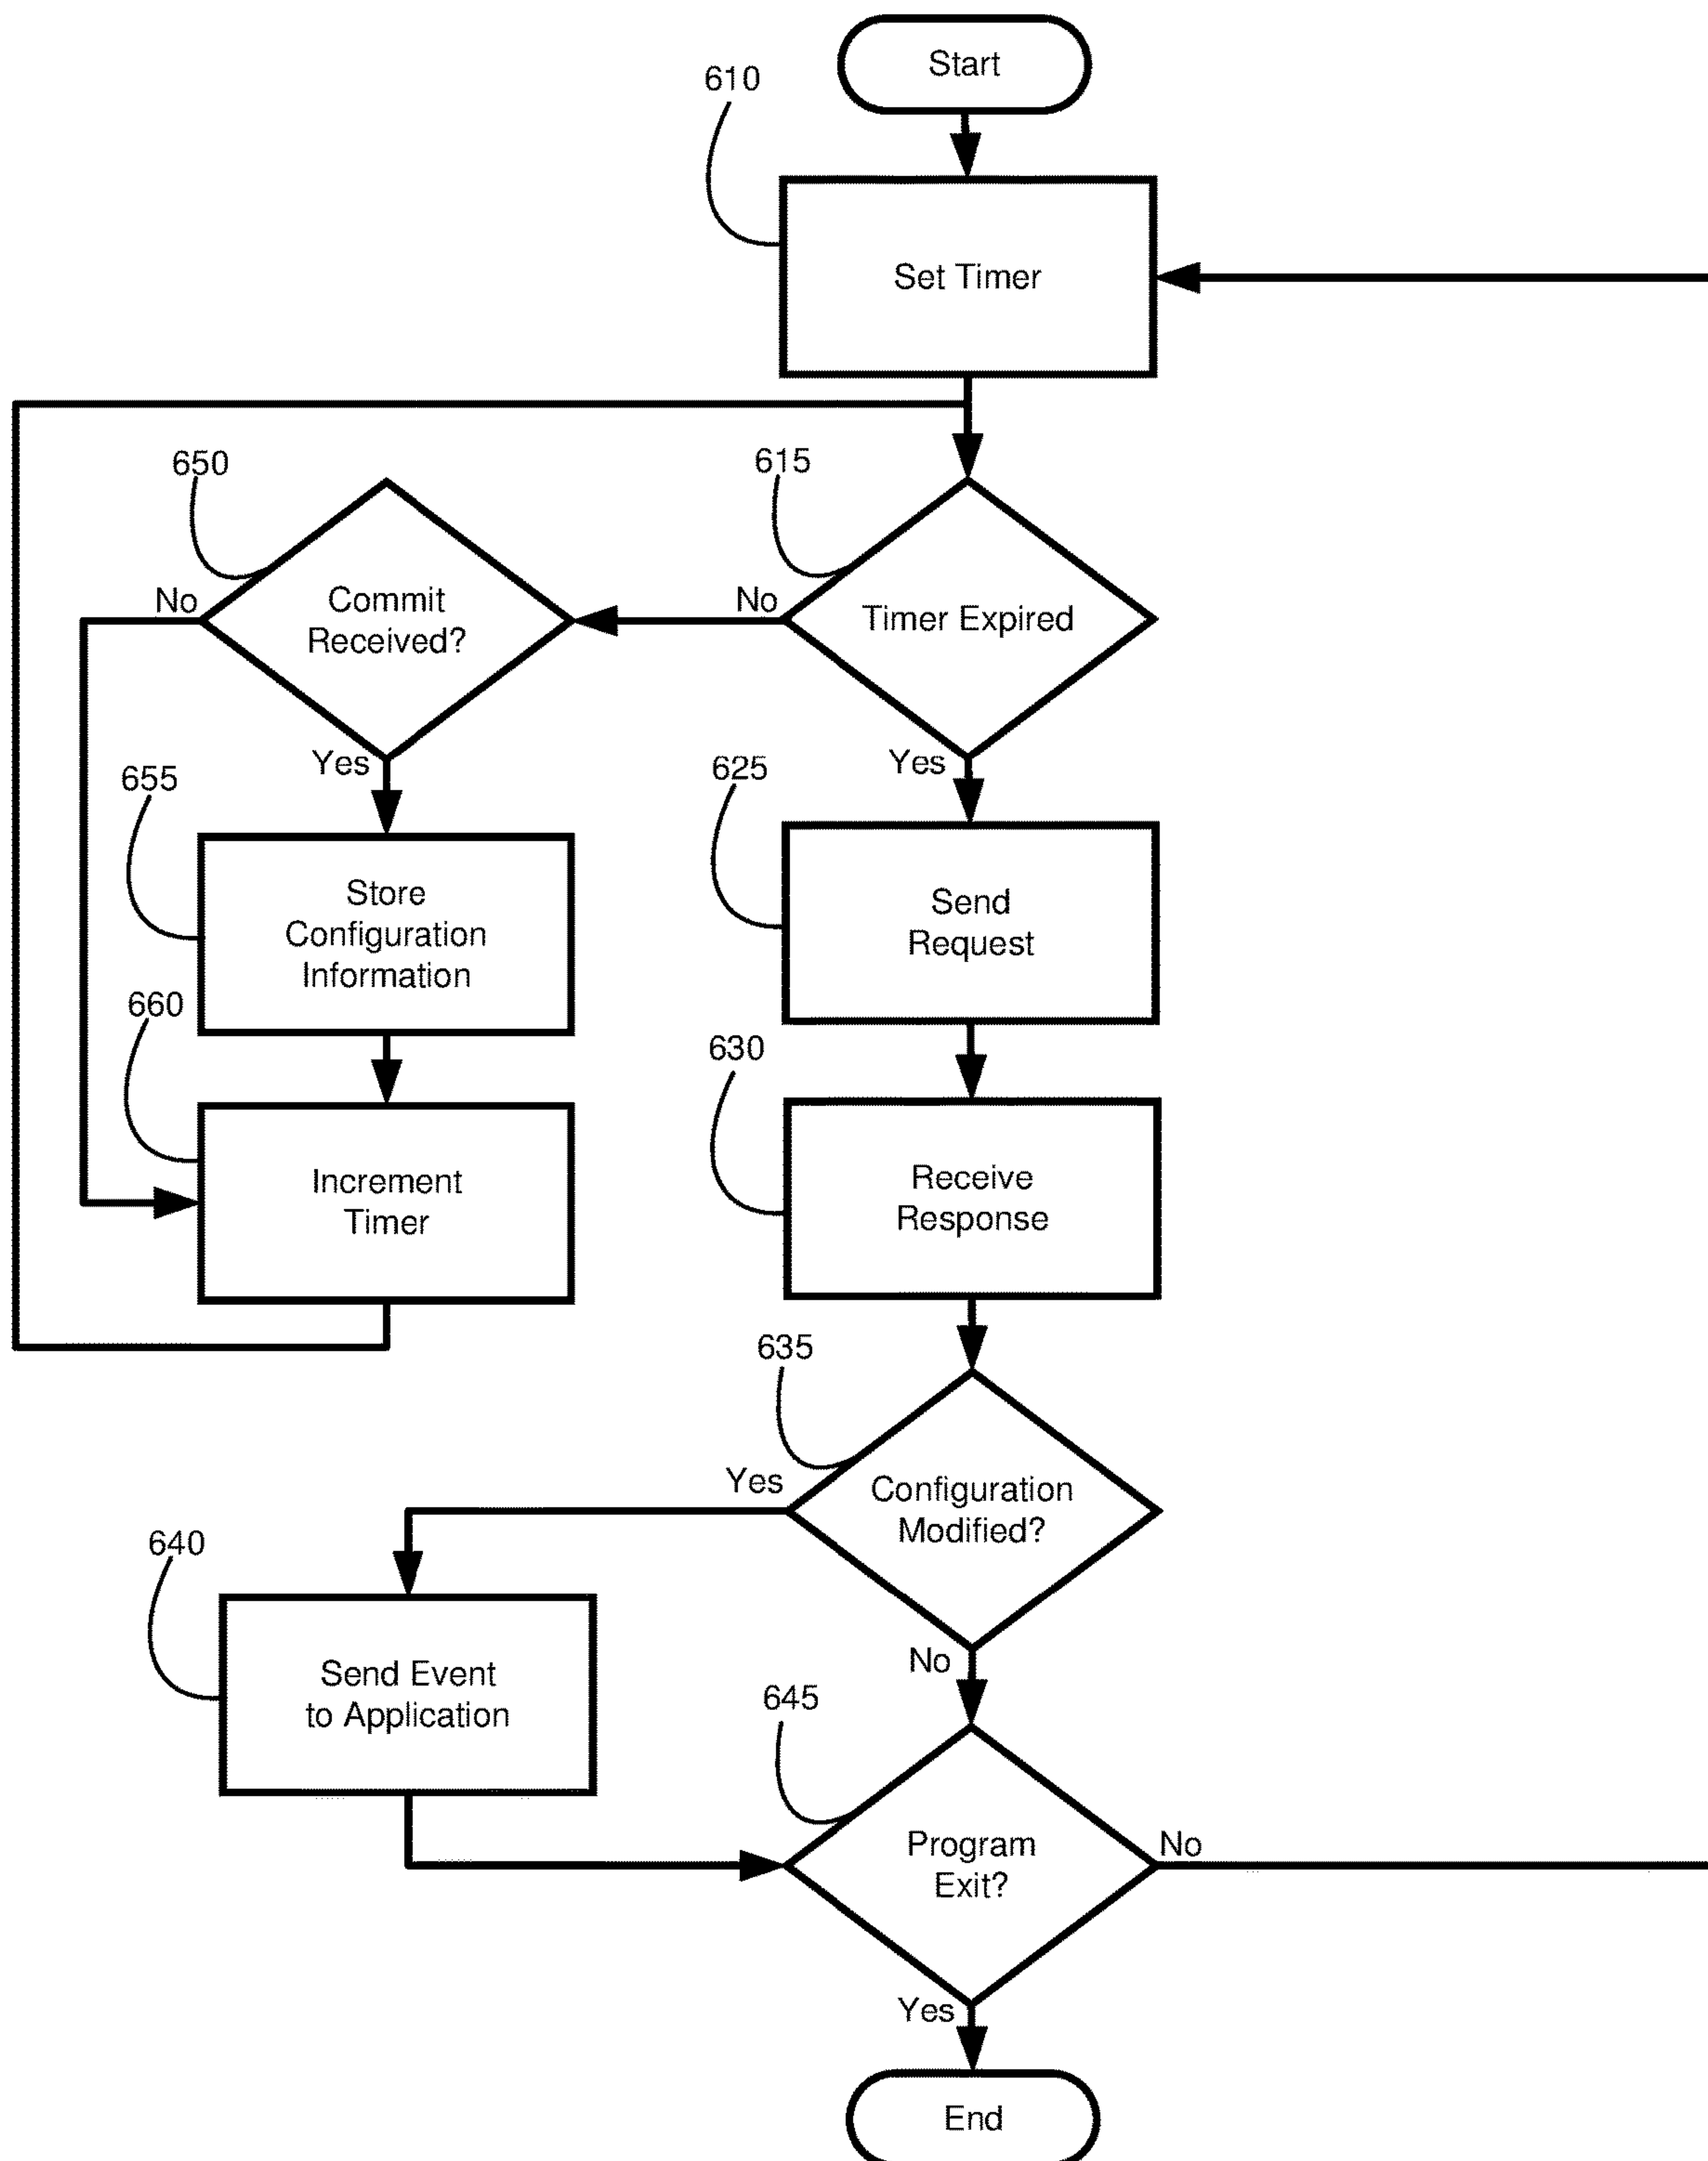 Start
610
Set Timer
650
615
Commit
Received?
No
No
Timer Expired
Yes
Yes
655
625
Store
Configuration
Information
Send
Request
660
630
Increment
Timer
Receive
Response
635
Yes
Configuration
Modified?
640
No
Send Event
to Application
645
Program
Exit?
No
Yes
End